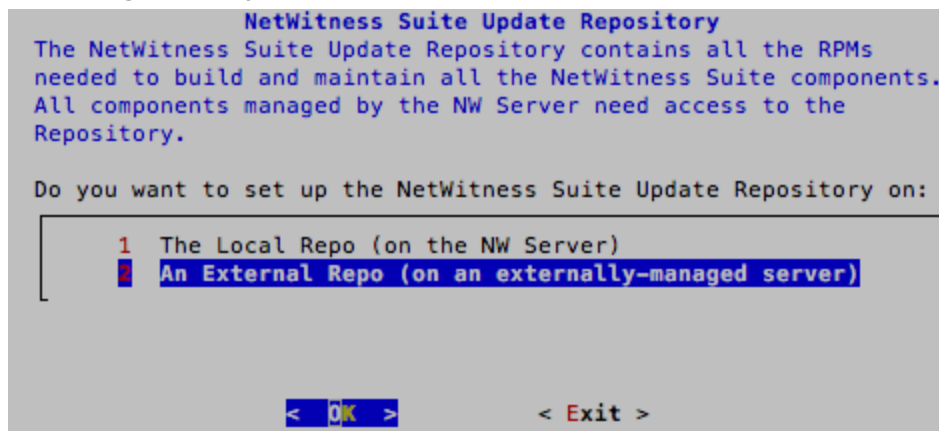 NetWitness Suite Update Repository
The NetWitness Suite Update Repository contains all the RPMs
needed to build and maintain all the NetWitness Suite components.
All components managed by the NW Server need access to the
Repository.
Do you want to set up the NetWitness Suite Update Repository on:
1 The Local Repo (on the NW Server)
2 An External Repo (on an externally-managed server)
< OK > < Exit >